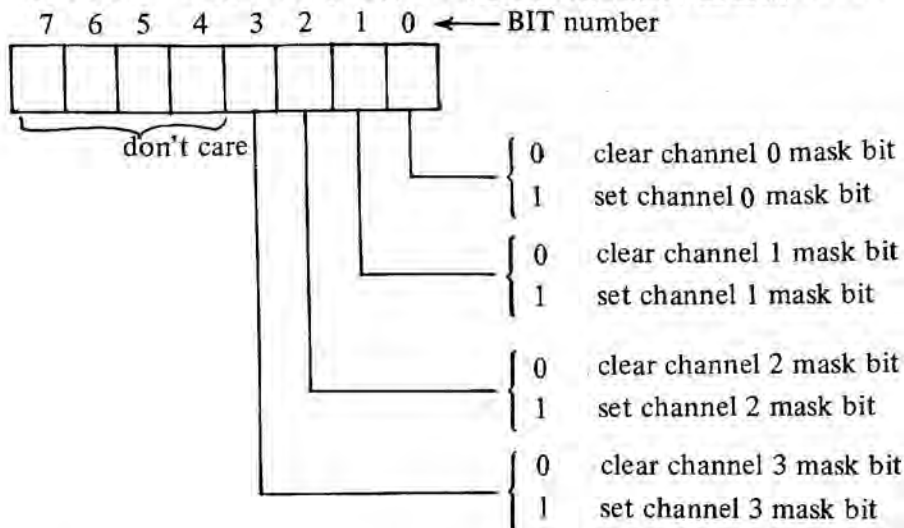 7 6 5 4 3 2 1 0 BIT number
don't care
0 clear channel 0 mask bit
1 set channel 0 mask bit
0 clear channel 1 mask bit
1 set channel 1 mask bit
0 clear channel 2 mask bit
1 set channel 2 mask bit
0 clear channel 3 mask bit
1 set channel 3 mask bit